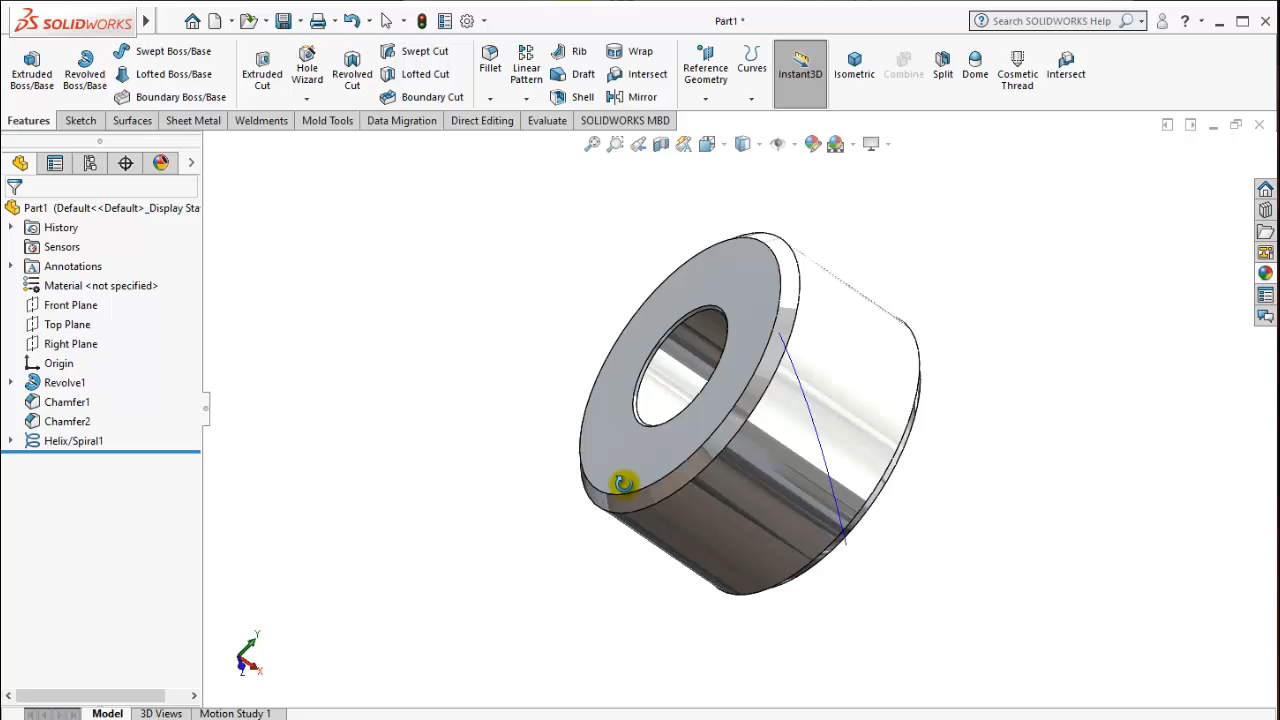 SOLIDWORKS
Part1 *
Search SOLIDWORKS Help
?
Extruded Boss/Base
Revolved Boss/Base
Swept Boss/Base
Lofted Boss/Base
Boundary Boss/Base
Extruded Cut
Hole Wizard
Revolved Cut
Swept Cut
Lofted Cut
Boundary Cut
Fillet
Linear Pattern
Rib
Draft
Shell
Wrap
Intersect
Mirror
Reference Geometry
Curves
Instant3D
Isometric
Combine
Split
Dome
Cosmetic Thread
Intersect
Features
Sketch
Surfaces
Sheet Metal
Weldments
Mold Tools
Data Migration
Direct Editing
Evaluate
SOLIDWORKS MBD
Part1 (Default<<Default>_Display Sta
History
Sensors
Annotations
Material <not specified>
Front Plane
Top Plane
Right Plane
Origin
Revolve1
Chamfer1
Chamfer2
Helix/Spiral1
Y
X
Z
Model
3D Views
Motion Study 1